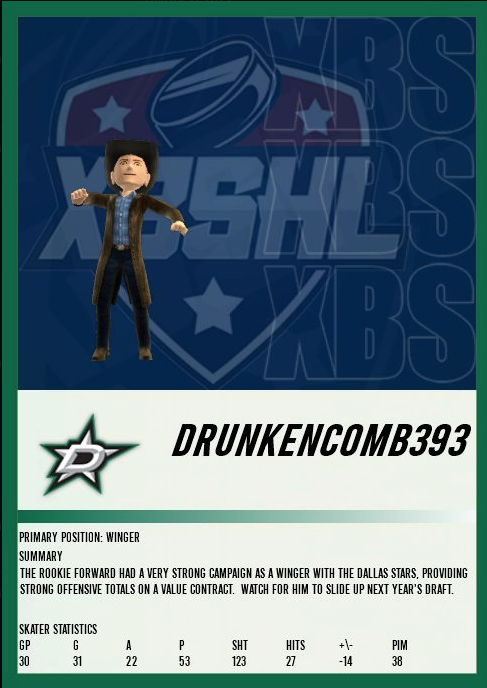 XBS
XBS
XBSHL
XBS
XBS
D
DRUNKENCOMB393
PRIMARY POSITION: WINGER
SUMMARY
THE ROOKIE FORWARD HAD A VERY STRONG CAMPAIGN AS A WINGER WITH THE DALLAS STARS, PROVIDING
STRONG OFFENSIVE TOTALS ON A VALUE CONTRACT. WATCH FOR HIM TO SLIDE UP NEXT YEAR'S DRAFT.
SKATER STATISTICS
GP G A P SHT HITS +\- PIM
30 31 22 53 123 27 -14 38